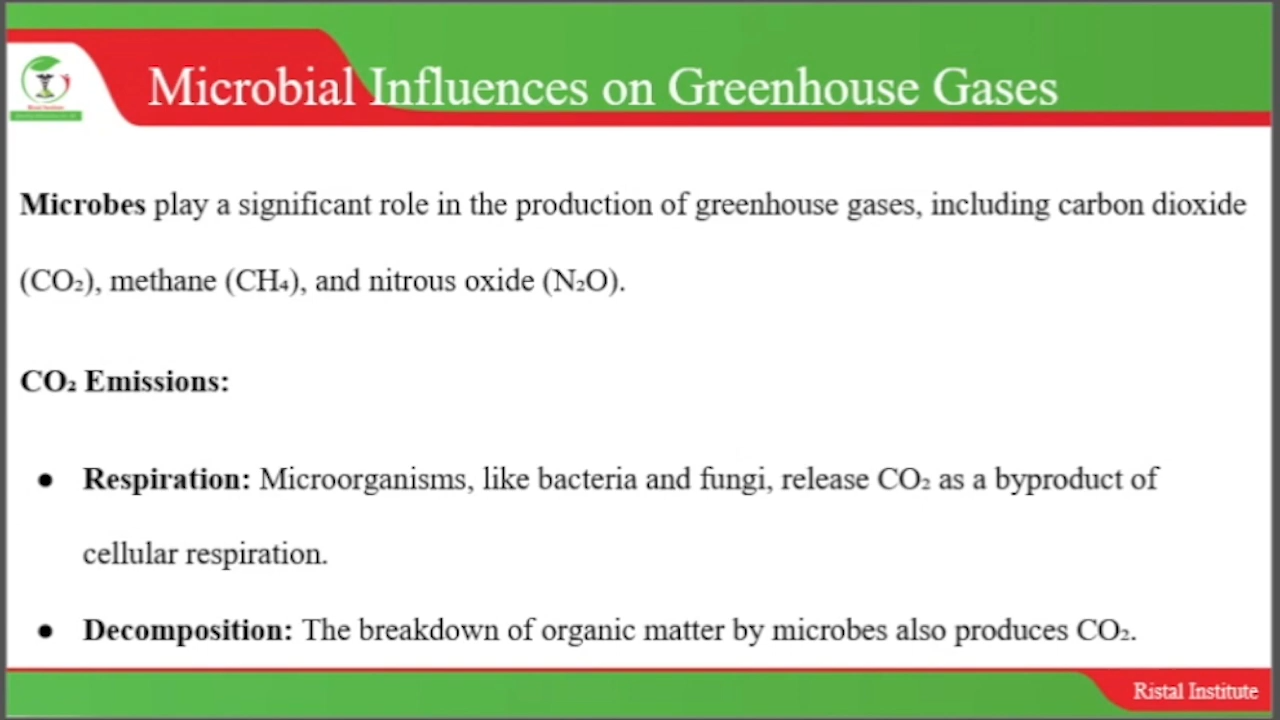 Microbial Influences on Greenhouse Gases
Microbes play a significant role in the production of greenhouse gases, including carbon dioxide
(CO₂), methane (CH₄), and nitrous oxide (N₂O).
CO₂ Emissions:
● Respiration: Microorganisms, like bacteria and fungi, release CO₂ as a byproduct of
cellular respiration.
● Decomposition: The breakdown of organic matter by microbes also produces CO₂.
Ristal Institute